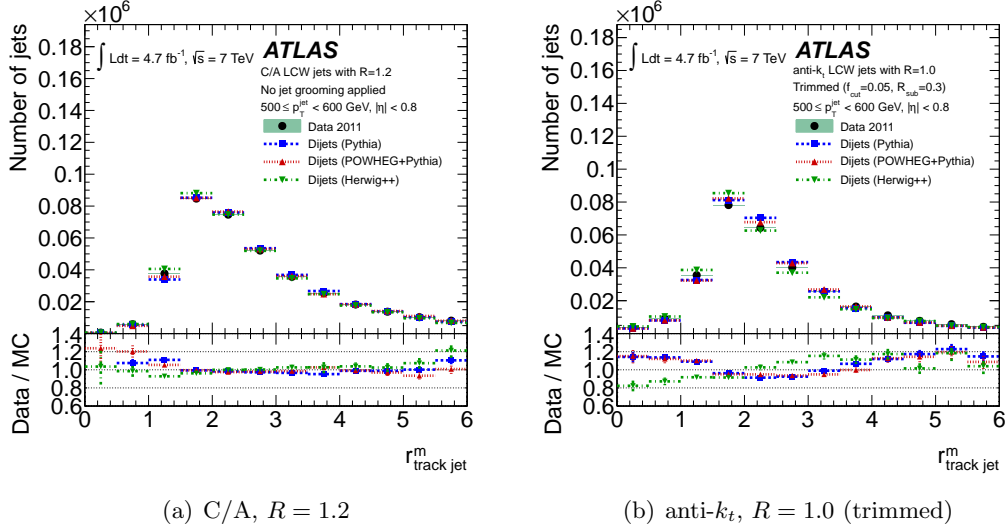 ×10⁶
Number of jets
0.18
0.16
0.14
0.12
0.1
0.08
0.06
0.04
0.02
∫ Ldt = 4.7 fb⁻¹, √s = 7 TeV
ATLAS
C/A LCW jets with R=1.2
No jet grooming applied
500 ≤ p_T^jet < 600 GeV, |η| < 0.8
Data 2011
Dijets (Pythia)
Dijets (POWHEG+Pythia)
Dijets (Herwig++)
Data / MC
1.4
1.2
1.0
0.8
0.6
0 1 2 3 4 5 6
r^m_track jet
(a) C/A, R = 1.2
×10⁶
Number of jets
0.18
0.16
0.14
0.12
0.1
0.08
0.06
0.04
0.02
∫ Ldt = 4.7 fb⁻¹, √s = 7 TeV
ATLAS
anti-k_t LCW jets with R=1.0
Trimmed (f_cut=0.05, R_sub=0.3)
500 ≤ p_T^jet < 600 GeV, |η| < 0.8
Data 2011
Dijets (Pythia)
Dijets (POWHEG+Pythia)
Dijets (Herwig++)
Data / MC
1.4
1.2
1.0
0.8
0.6
0 1 2 3 4 5 6
r^m_track jet
(b) anti-k_t, R = 1.0 (trimmed)